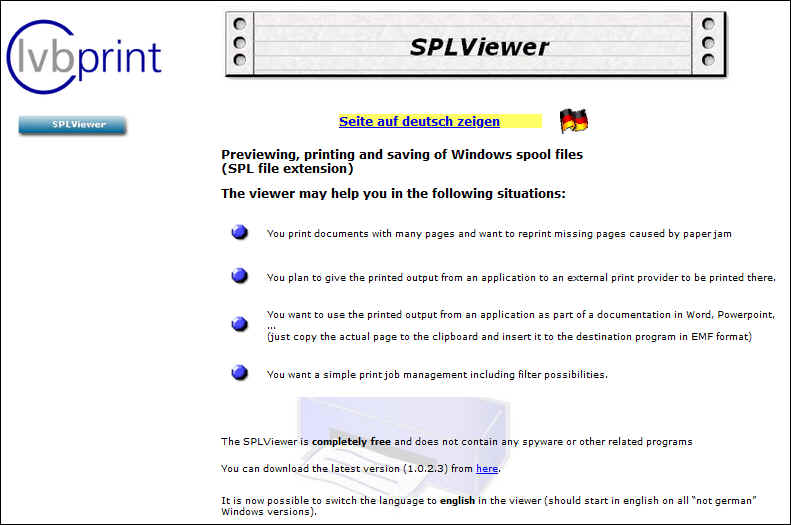 lvbprint
SPLViewer
SPLViewer
Seite auf deutsch zeigen
Previewing, printing and saving of Windows spool files
(SPL file extension)
The viewer may help you in the following situations:
You print documents with many pages and want to reprint missing pages caused by paper jam
You plan to give the printed output from an application to an external print provider to be printed there.
You want to use the printed output from an application as part of a documentation in Word, Powerpoint,
...
(just copy the actual page to the clipboard and insert it to the destination program in EMF format)
You want a simple print job management including filter possibilities.
The SPLViewer is completely free and does not contain any spyware or other related programs
You can download the latest version (1.0.2.3) from here.
It is now possible to switch the language to english in the viewer (should start in english on all "not german"
Windows versions).